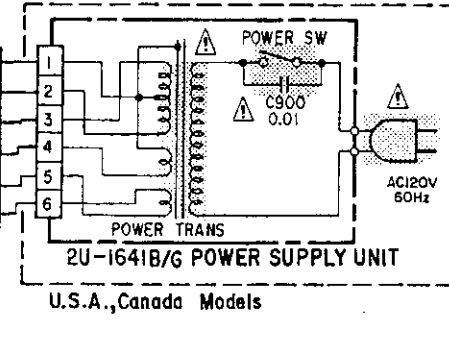 POWER SW
1
2
3
4
5
6
C900
0.01
AC120V
60Hz
POWER TRANS
2U-1641B/G POWER SUPPLY UNIT
U.S.A.,Canada Models